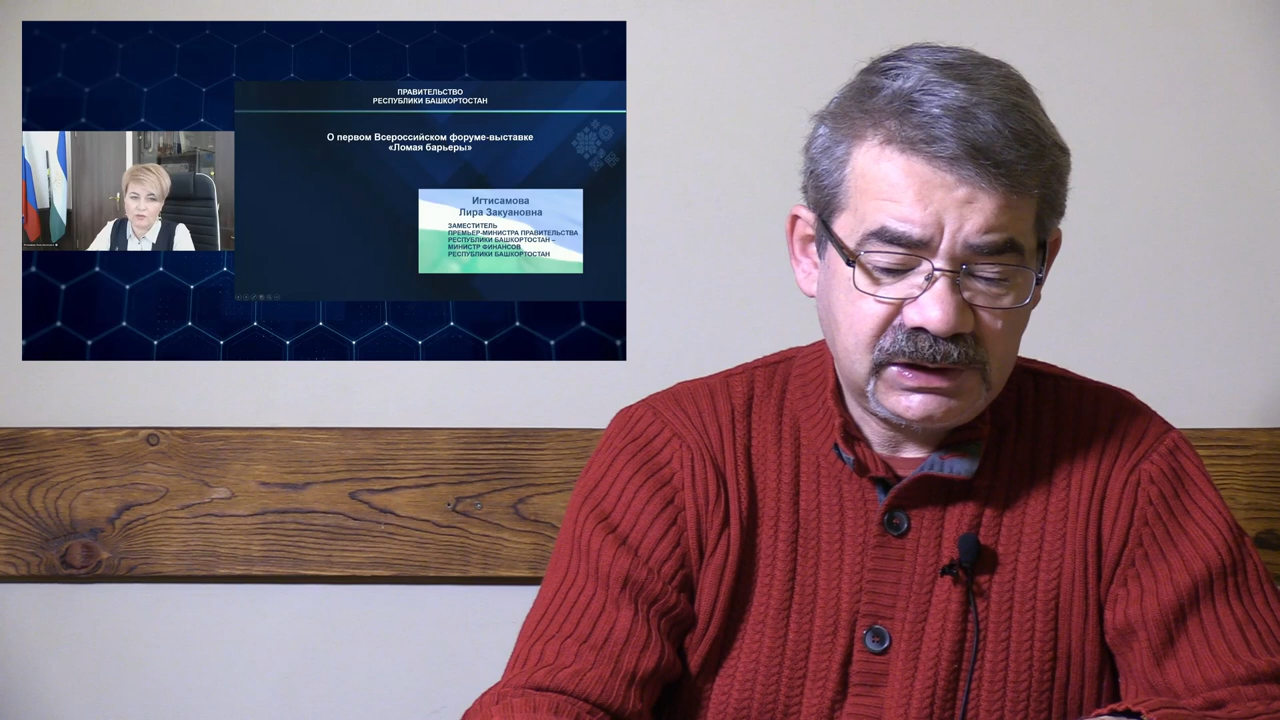 ПРАВИТЕЛЬСТВО
РЕСПУБЛИКИ БАШКОРТОСТАН
О первом Всероссийском форуме-выставке
«Ломая барьеры»
Игтисамова
Лира Закуановна
ЗАМЕСТИТЕЛЬ
ПРЕМЬЕР-МИНИСТРА ПРАВИТЕЛЬСТВА
РЕСПУБЛИКИ БАШКОРТОСТАН –
МИНИСТР ФИНАНСОВ
РЕСПУБЛИКИ БАШКОРТОСТАН